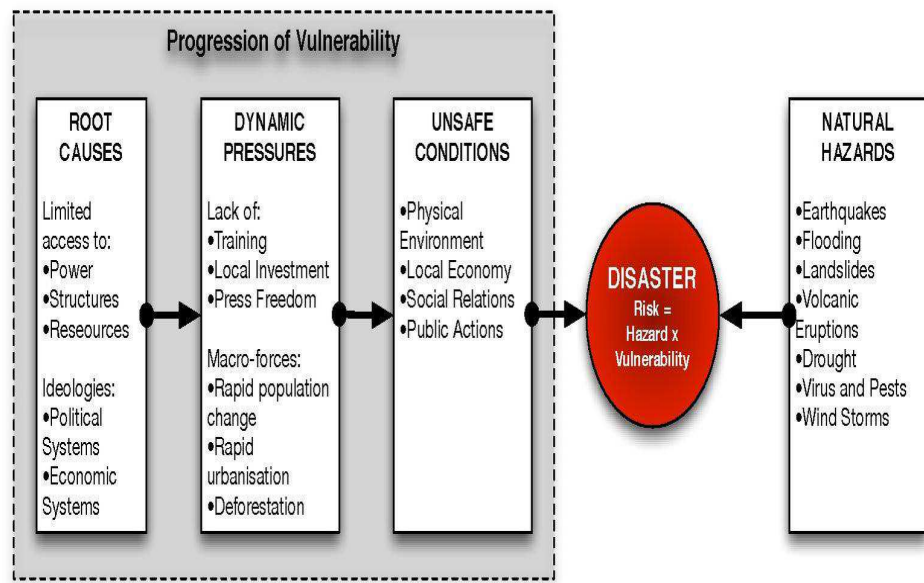 Progression of Vulnerability
ROOT
CAUSES
Limited
access to:
•Power
•Structures
•Reseources
Ideologies:
•Political
Systems
•Economic
Systems
DYNAMIC
PRESSURES
Lack of:
•Training
•Local Investment
•Press Freedom
Macro-forces:
•Rapid population
change
•Rapid
urbanisation
•Deforestation
UNSAFE
CONDITIONS
•Physical
Environment
•Local Economy
•Social Relations
•Public Actions
DISASTER
Risk =
Hazard x
Vulnerability
NATURAL
HAZARDS
•Earthquakes
•Flooding
•Landslides
•Volcanic
Eruptions
•Drought
•Virus and Pests
•Wind Storms